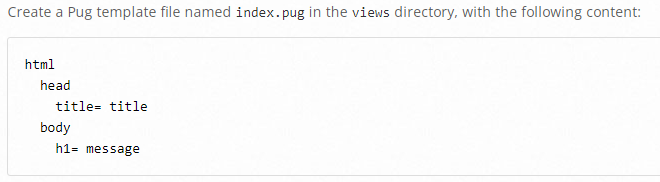 Create a Pug template file named index.pug in the views directory, with the following content:
html
  head
    title= title
  body
    h1= message